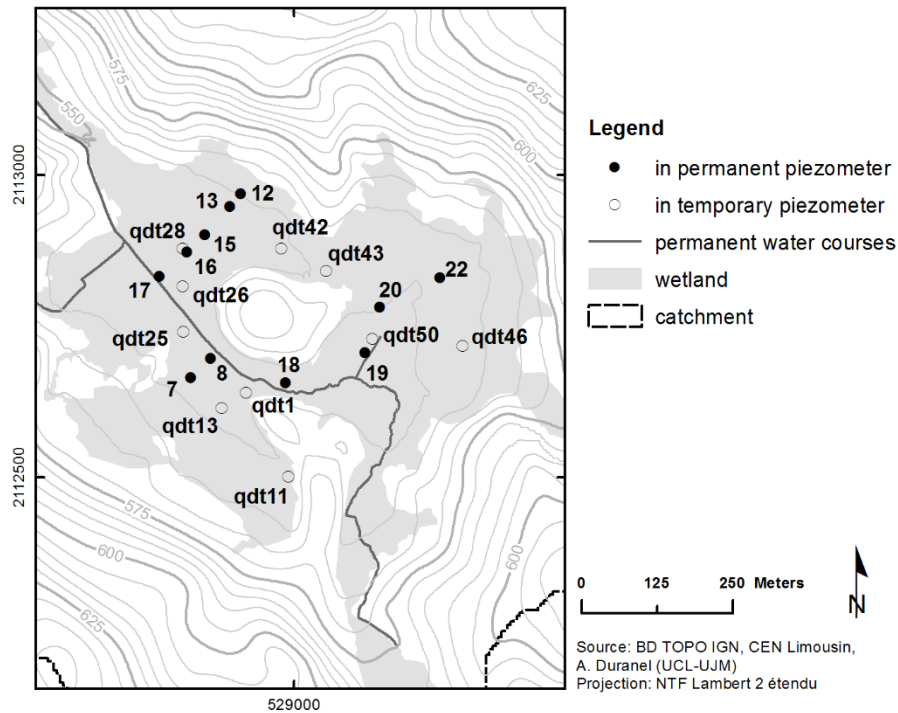 575
625
550
600
2113000
12
13
qdt28
15
qdt42
16
qdt43
22
17
20
qdt26
qdt25
qdt50
qdt46
8
18
19
7
qdt1
qdt13
2112500
qdt11
575
600
600
625
529000
Legend
in permanent piezometer
in temporary piezometer
permanent water courses
wetland
catchment
0 125 250 Meters
N
Source: BD TOPO IGN, CEN Limousin,
A. Duranel (UCL-UJM)
Projection: NTF Lambert 2 étendu